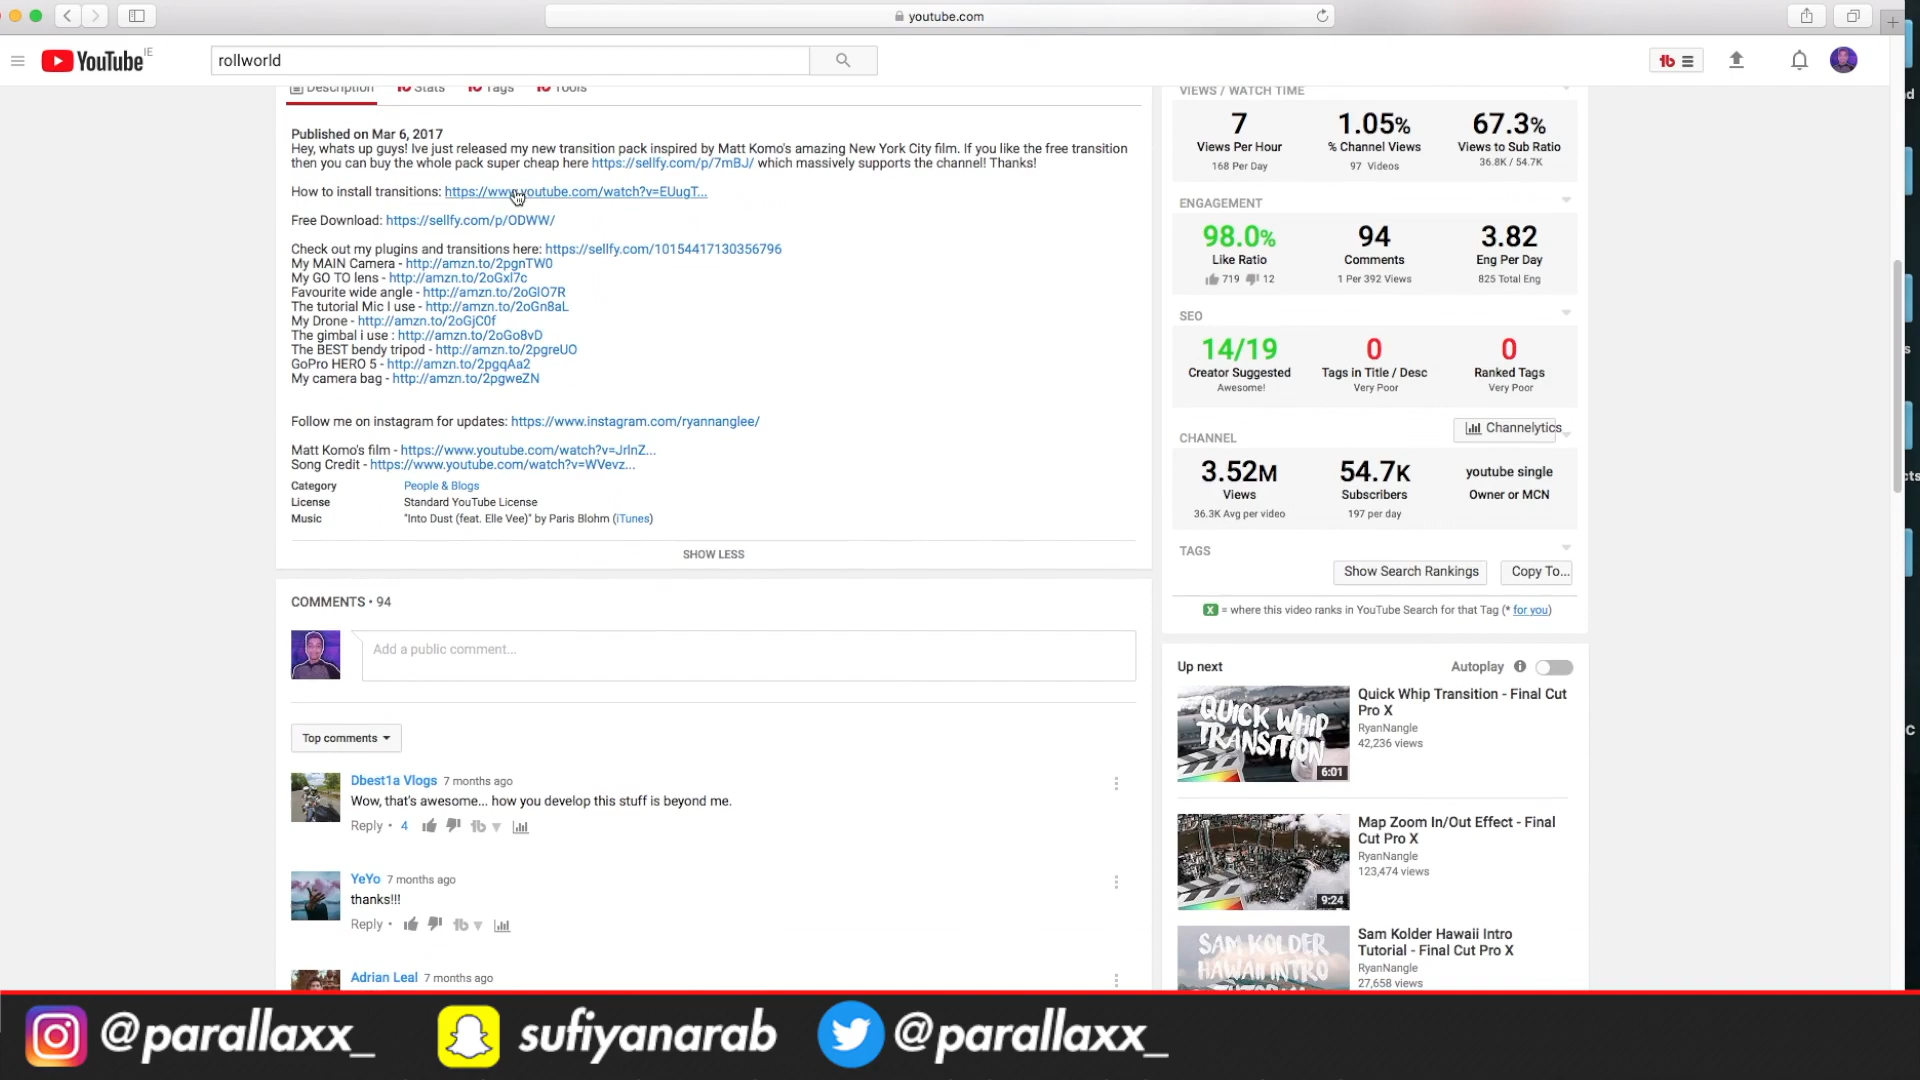 youtube.com
YouTube IE
rollworld
Description Stats Tags Tools
Published on Mar 6, 2017
Hey, whats up guys! Ive just released my new transition pack inspired by Matt Komo's amazing New York City film. If you like the free transition
then you can buy the whole pack super cheap here https://sellfy.com/p/7mBJ/ which massively supports the channel! Thanks!
How to install transitions: https://www.youtube.com/watch?v=EUugT...
Free Download: https://sellfy.com/p/ODWW/
Check out my plugins and transitions here: https://sellfy.com/10154417130356796
My MAIN Camera - http://amzn.to/2pgnTW0
My GO TO lens - http://amzn.to/2oGxl7c
Favourite wide angle - http://amzn.to/2oGlO7R
The tutorial Mic I use - http://amzn.to/2oGn8aL
My Drone - http://amzn.to/2oGjC0f
The gimbal i use : http://amzn.to/2oGo8vD
The BEST bendy tripod - http://amzn.to/2pgreUO
GoPro HERO 5 - http://amzn.to/2pgqAa2
My camera bag - http://amzn.to/2pgweZN
Follow me on instagram for updates: https://www.instagram.com/ryannanglee/
Matt Komo's film - https://www.youtube.com/watch?v=JrlnZ...
Song Credit - https://www.youtube.com/watch?v=WVevz...
Category People & Blogs
License Standard YouTube License
Music "Into Dust (feat. Elle Vee)" by Paris Blohm (iTunes)
SHOW LESS
COMMENTS • 94
Add a public comment...
Top comments
Dbest1a Vlogs 7 months ago
Wow, that's awesome... how you develop this stuff is beyond me.
Reply • 4
YeYo 7 months ago
thanks!!!
Reply •
Adrian Leal 7 months ago
VIEWS / WATCH TIME
7 1.05% 67.3%
Views Per Hour % Channel Views Views to Sub Ratio
168 Per Day 97 Videos 36.8K / 54.7K
ENGAGEMENT
98.0% 94 3.82
Like Ratio Comments Eng Per Day
719 12 1 Per 392 Views 825 Total Eng
SEO
14/19 0 0
Creator Suggested Tags in Title / Desc Ranked Tags
Awesome! Very Poor Very Poor
CHANNEL Channelytics
3.52M 54.7K youtube single
Views Subscribers Owner or MCN
36.3K Avg per video 197 per day
TAGS
Show Search Rankings Copy To...
X = where this video ranks in YouTube Search for that Tag (* for you)
Up next Autoplay
QUICK WHIP
TRANSITION
6:01
Quick Whip Transition - Final Cut
Pro X
RyanNangle
42,236 views
9:24
Map Zoom In/Out Effect - Final
Cut Pro X
RyanNangle
123,474 views
SAM KOLDER
HAWAII INTRO
Sam Kolder Hawaii Intro
Tutorial - Final Cut Pro X
RyanNangle
27,658 views
@parallaxx_ sufiyanarab @parallaxx_